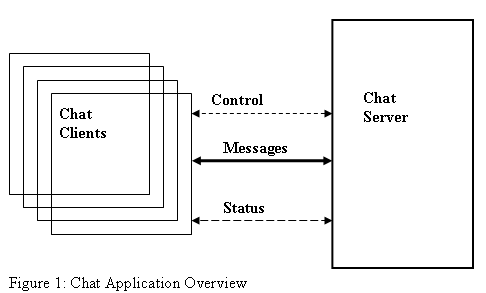 Chat
Clients
Control
Messages
Status
Chat
Server
Figure 1: Chat Application Overview